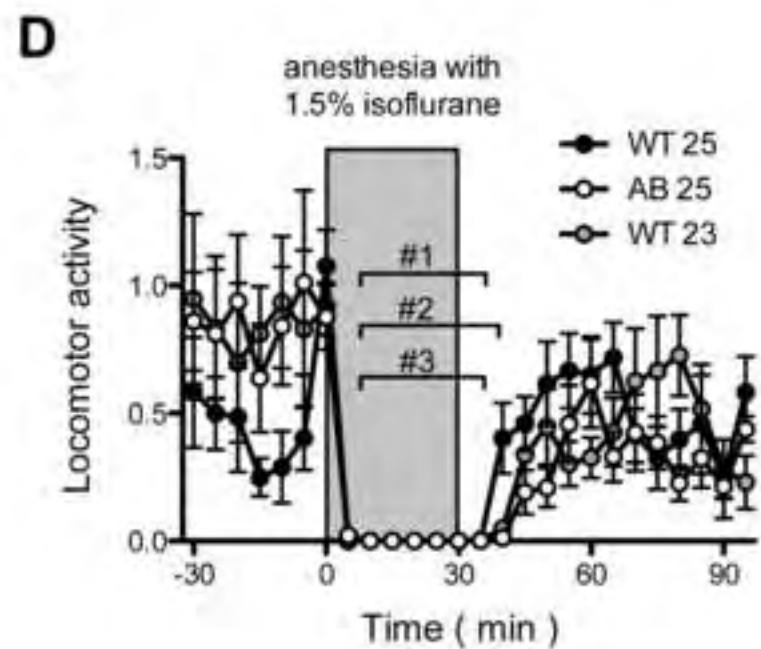 D
anesthesia with
1.5% isoflurane
WT 25
AB 25
WT 23
#1
#2
#3
1.5
1.0
0.5
0.0
Locomotor activity
-30 0 30 60 90
Time ( min )